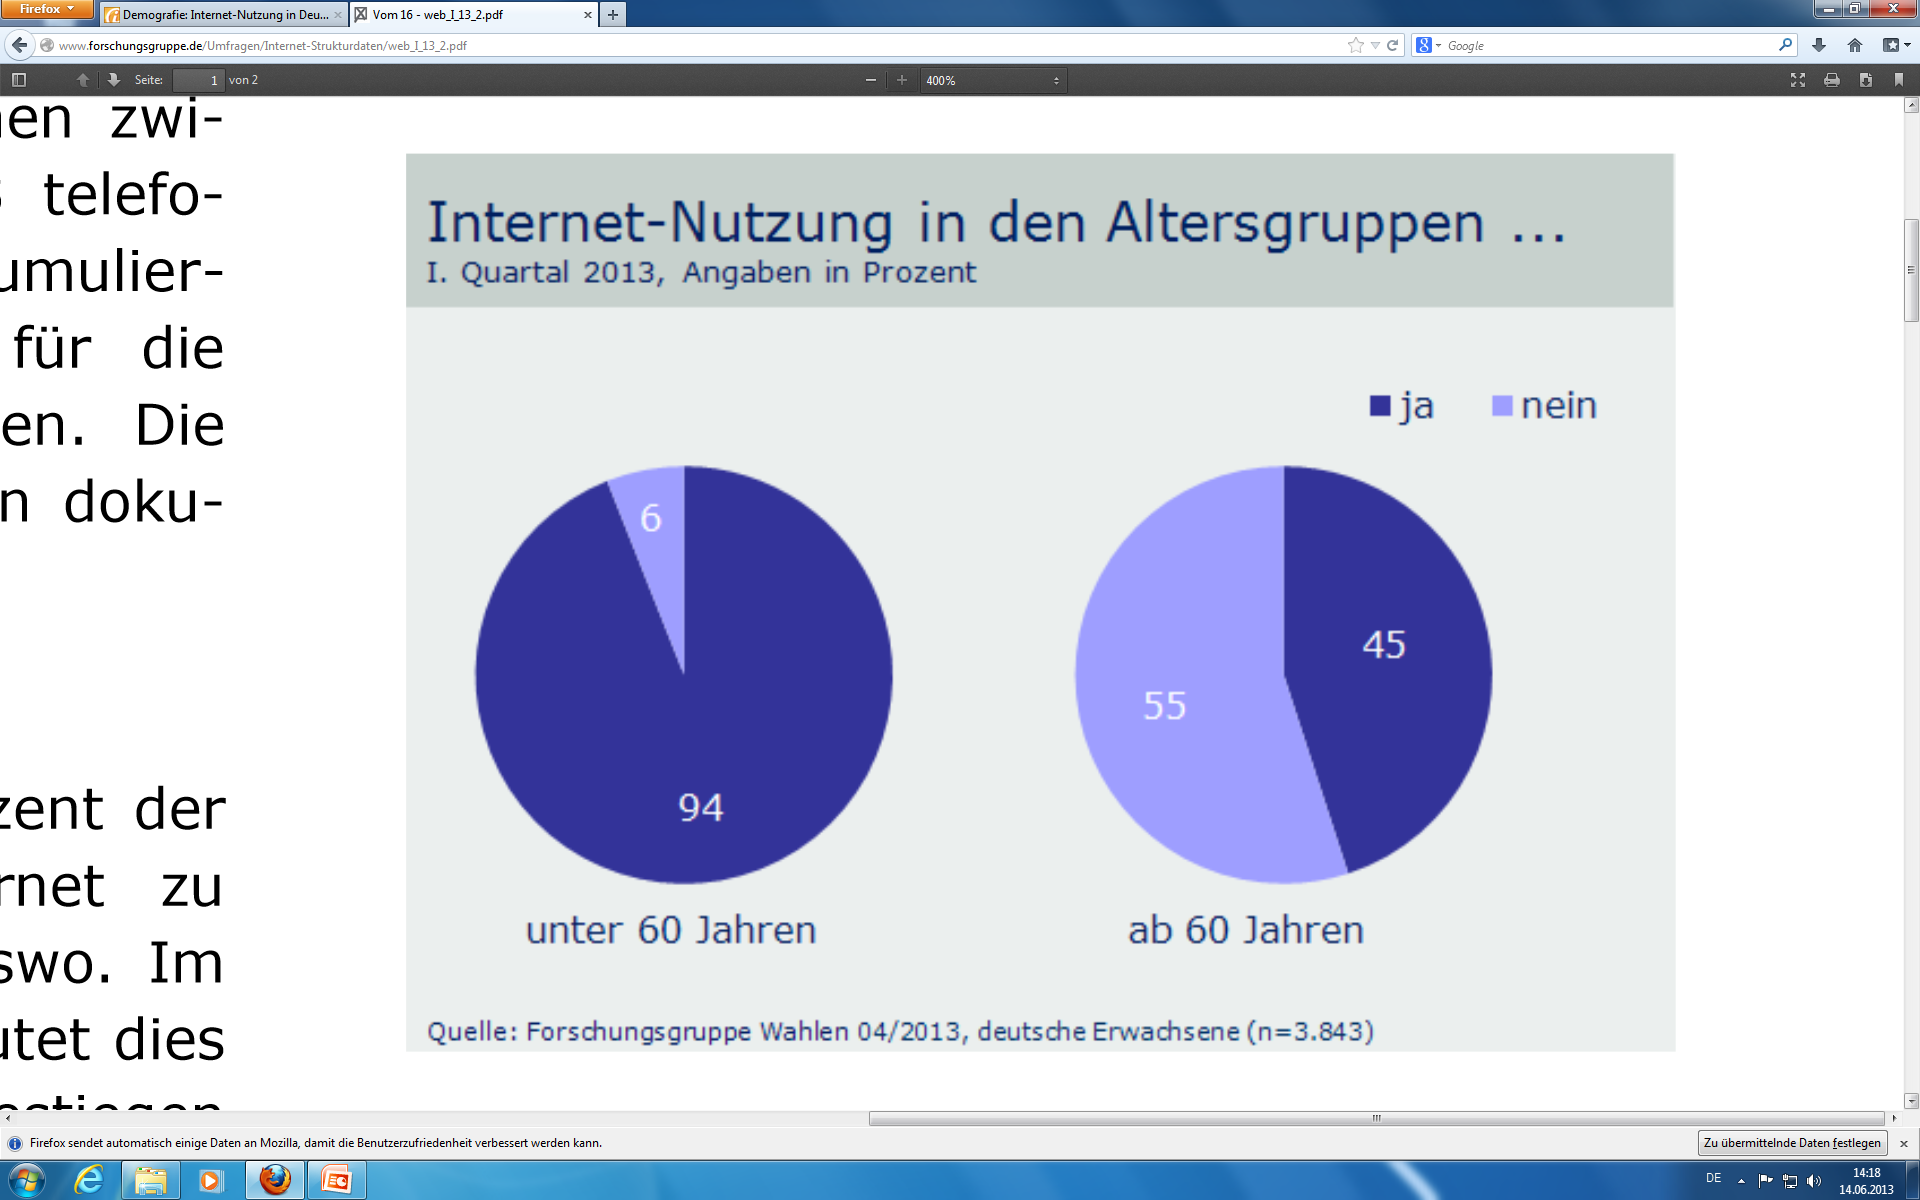 Firefox
Demografie: Internet-Nutzung in Deu...
Vom 16 - web_I_13_2.pdf
www.forschungsgruppe.de/Umfragen/Internet-Strukturdaten/web_I_13_2.pdf
Google
Seite: 1 von 2
400%
zwi-
telefo-
umulier-
für die
en. Die
n doku-
zent der
rnet zu
swo. Im
utet dies
Internet-Nutzung in den Altersgruppen ...
I. Quartal 2013, Angaben in Prozent
ja nein
6
94
45
55
unter 60 Jahren
ab 60 Jahren
Quelle: Forschungsgruppe Wahlen 04/2013, deutsche Erwachsene (n=3.843)
Firefox sendet automatisch einige Daten an Mozilla, damit die Benutzerzufriedenheit verbessert werden kann.
Zu übermittelnde Daten festlegen
DE
14:18
14.06.2013